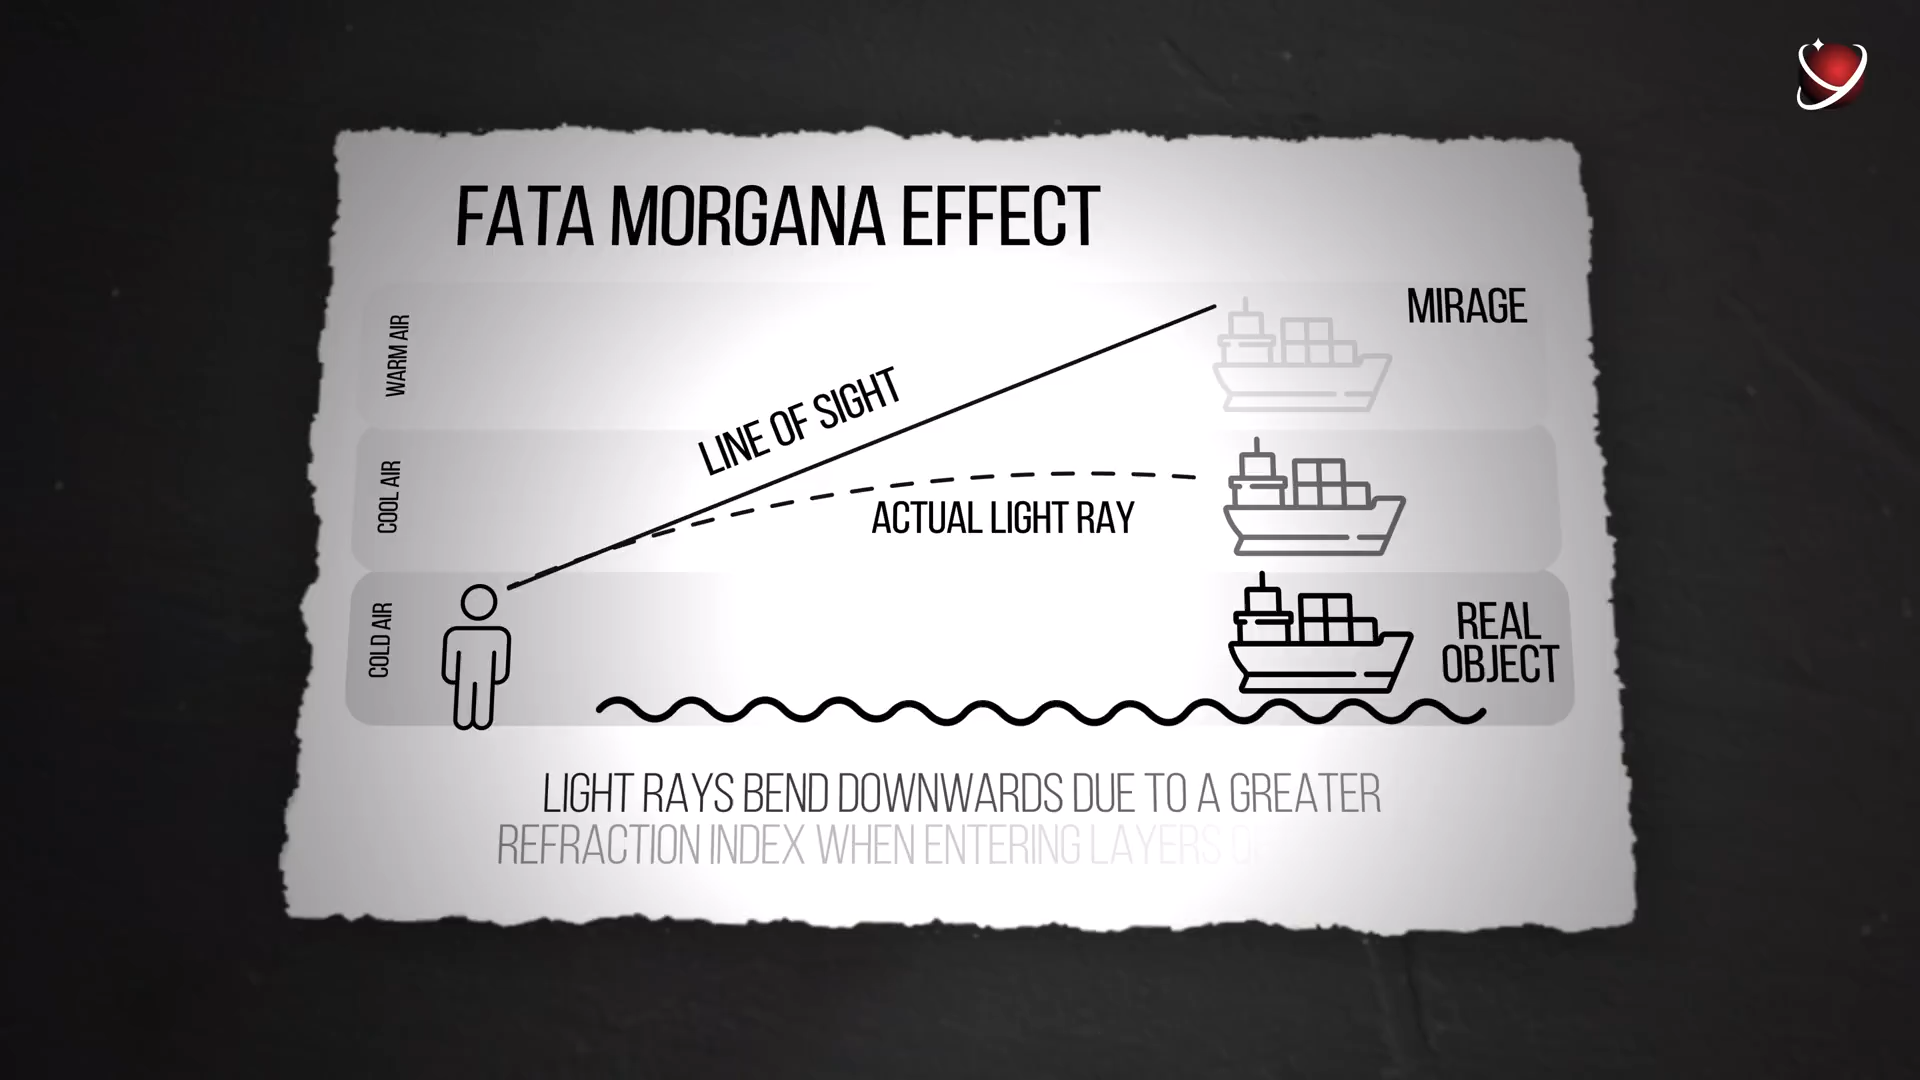 FATA MORGANA EFFECT
MIRAGE
WARM AIR
LINE OF SIGHT
COOL AIR
ACTUAL LIGHT RAY
COLD AIR
REAL
OBJECT
LIGHT RAYS BEND DOWNWARDS DUE TO A GREATER
REFRACTION INDEX WHEN ENTERING LAYERS